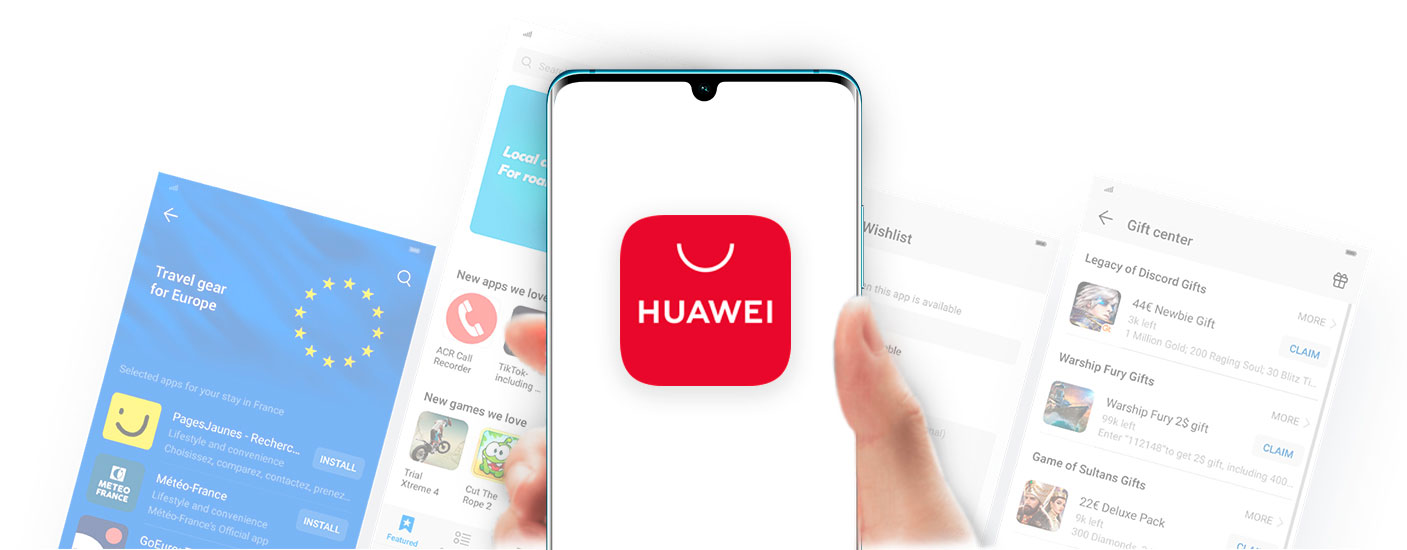 Travel gear
for Europe
Selected apps for your stay in France
PagesJaunes - Recherc...
Lifestyle and convenience
Choisissez, comparez, contactez, prenez...
INSTALL
Météo-France
Lifestyle and convenience
Météo-France's Official app
INSTALL
METEO
FRANCE
Local
For
New apps we love
ACR Call
Recorder
TikTok-
including ...
New games we love
Trial
Xtreme 4
Cut The
Rope 2
Featured
HUAWEI
Wishlist
this app is available
Gift center
Legacy of Discord Gifts
44€ Newbie Gift
3k left
1 Million Gold; 200 Raging Soul; 30 Blitz Ti...
MORE
CLAIM
Warship Fury Gifts
Warship Fury 2$ gift
99k left
Enter "112148"to get 2$ gift, including 400...
MORE
CLAIM
Game of Sultans Gifts
22€ Deluxe Pack
9k left
300 Diamonds,
MORE
CLAIM